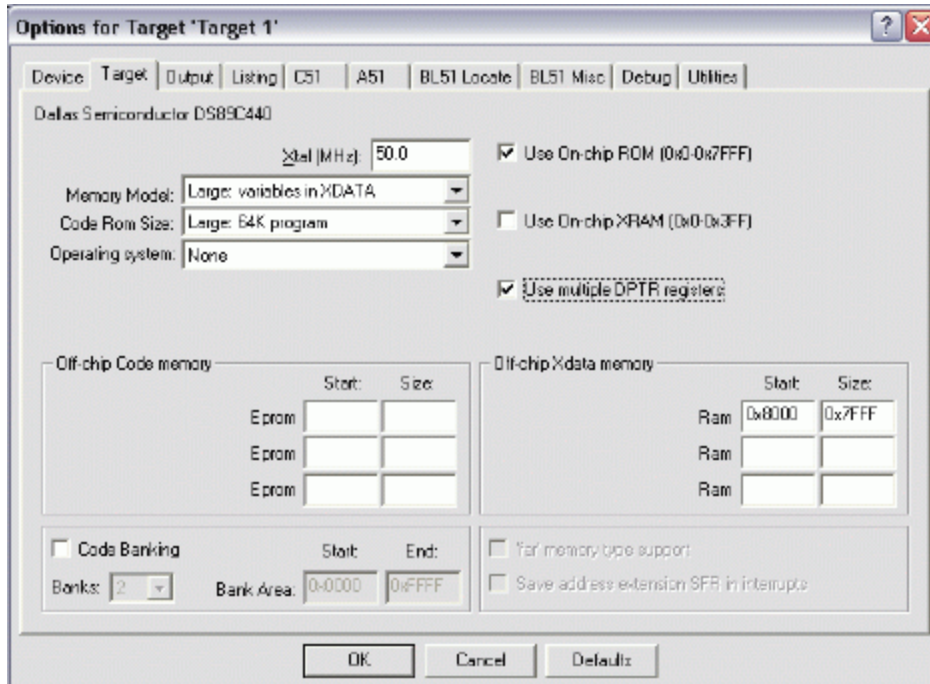 Options for Target 'Target 1'
Device Target Output Listing C51 A51 BL51 Locate BL51 Misc Debug Utilities
Dallas Semiconductor DS89C440
Xtal (MHz): 50.0
Use On-chip ROM (0x0-0x7FFF)
Memory Model: Large: variables in XDATA
Code Rom Size: Large: 64K program
Use On-chip XRAM (0x0-0x3FF)
Operating system: None
Use multiple DPTR registers
Off-chip Code memory
Start: Size:
Eprom
Eprom
Eprom
Off-chip Xdata memory
Start: Size:
Ram 0x8000 0x7FFF
Ram
Ram
Code Banking Start: End:
Banks: 2 Bank Area: 0x0000 0xFFFF
'far' memory type support
Save address extension SFR in interrupts
OK Cancel Defaults